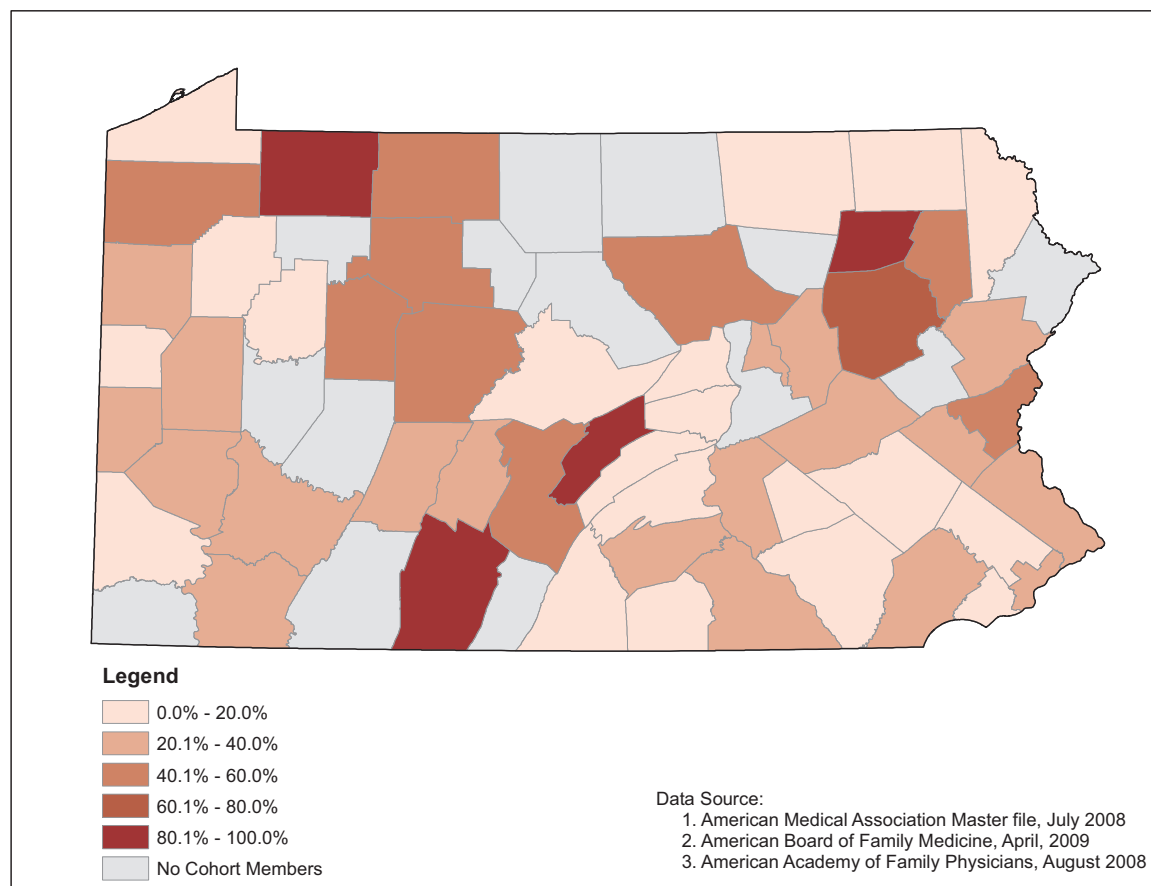 Legend
0.0% - 20.0%
20.1% - 40.0%
40.1% - 60.0%
60.1% - 80.0%
80.1% - 100.0%
No Cohort Members
Data Source:
1. American Medical Association Master file, July 2008
2. American Board of Family Medicine, April, 2009
3. American Academy of Family Physicians, August 2008